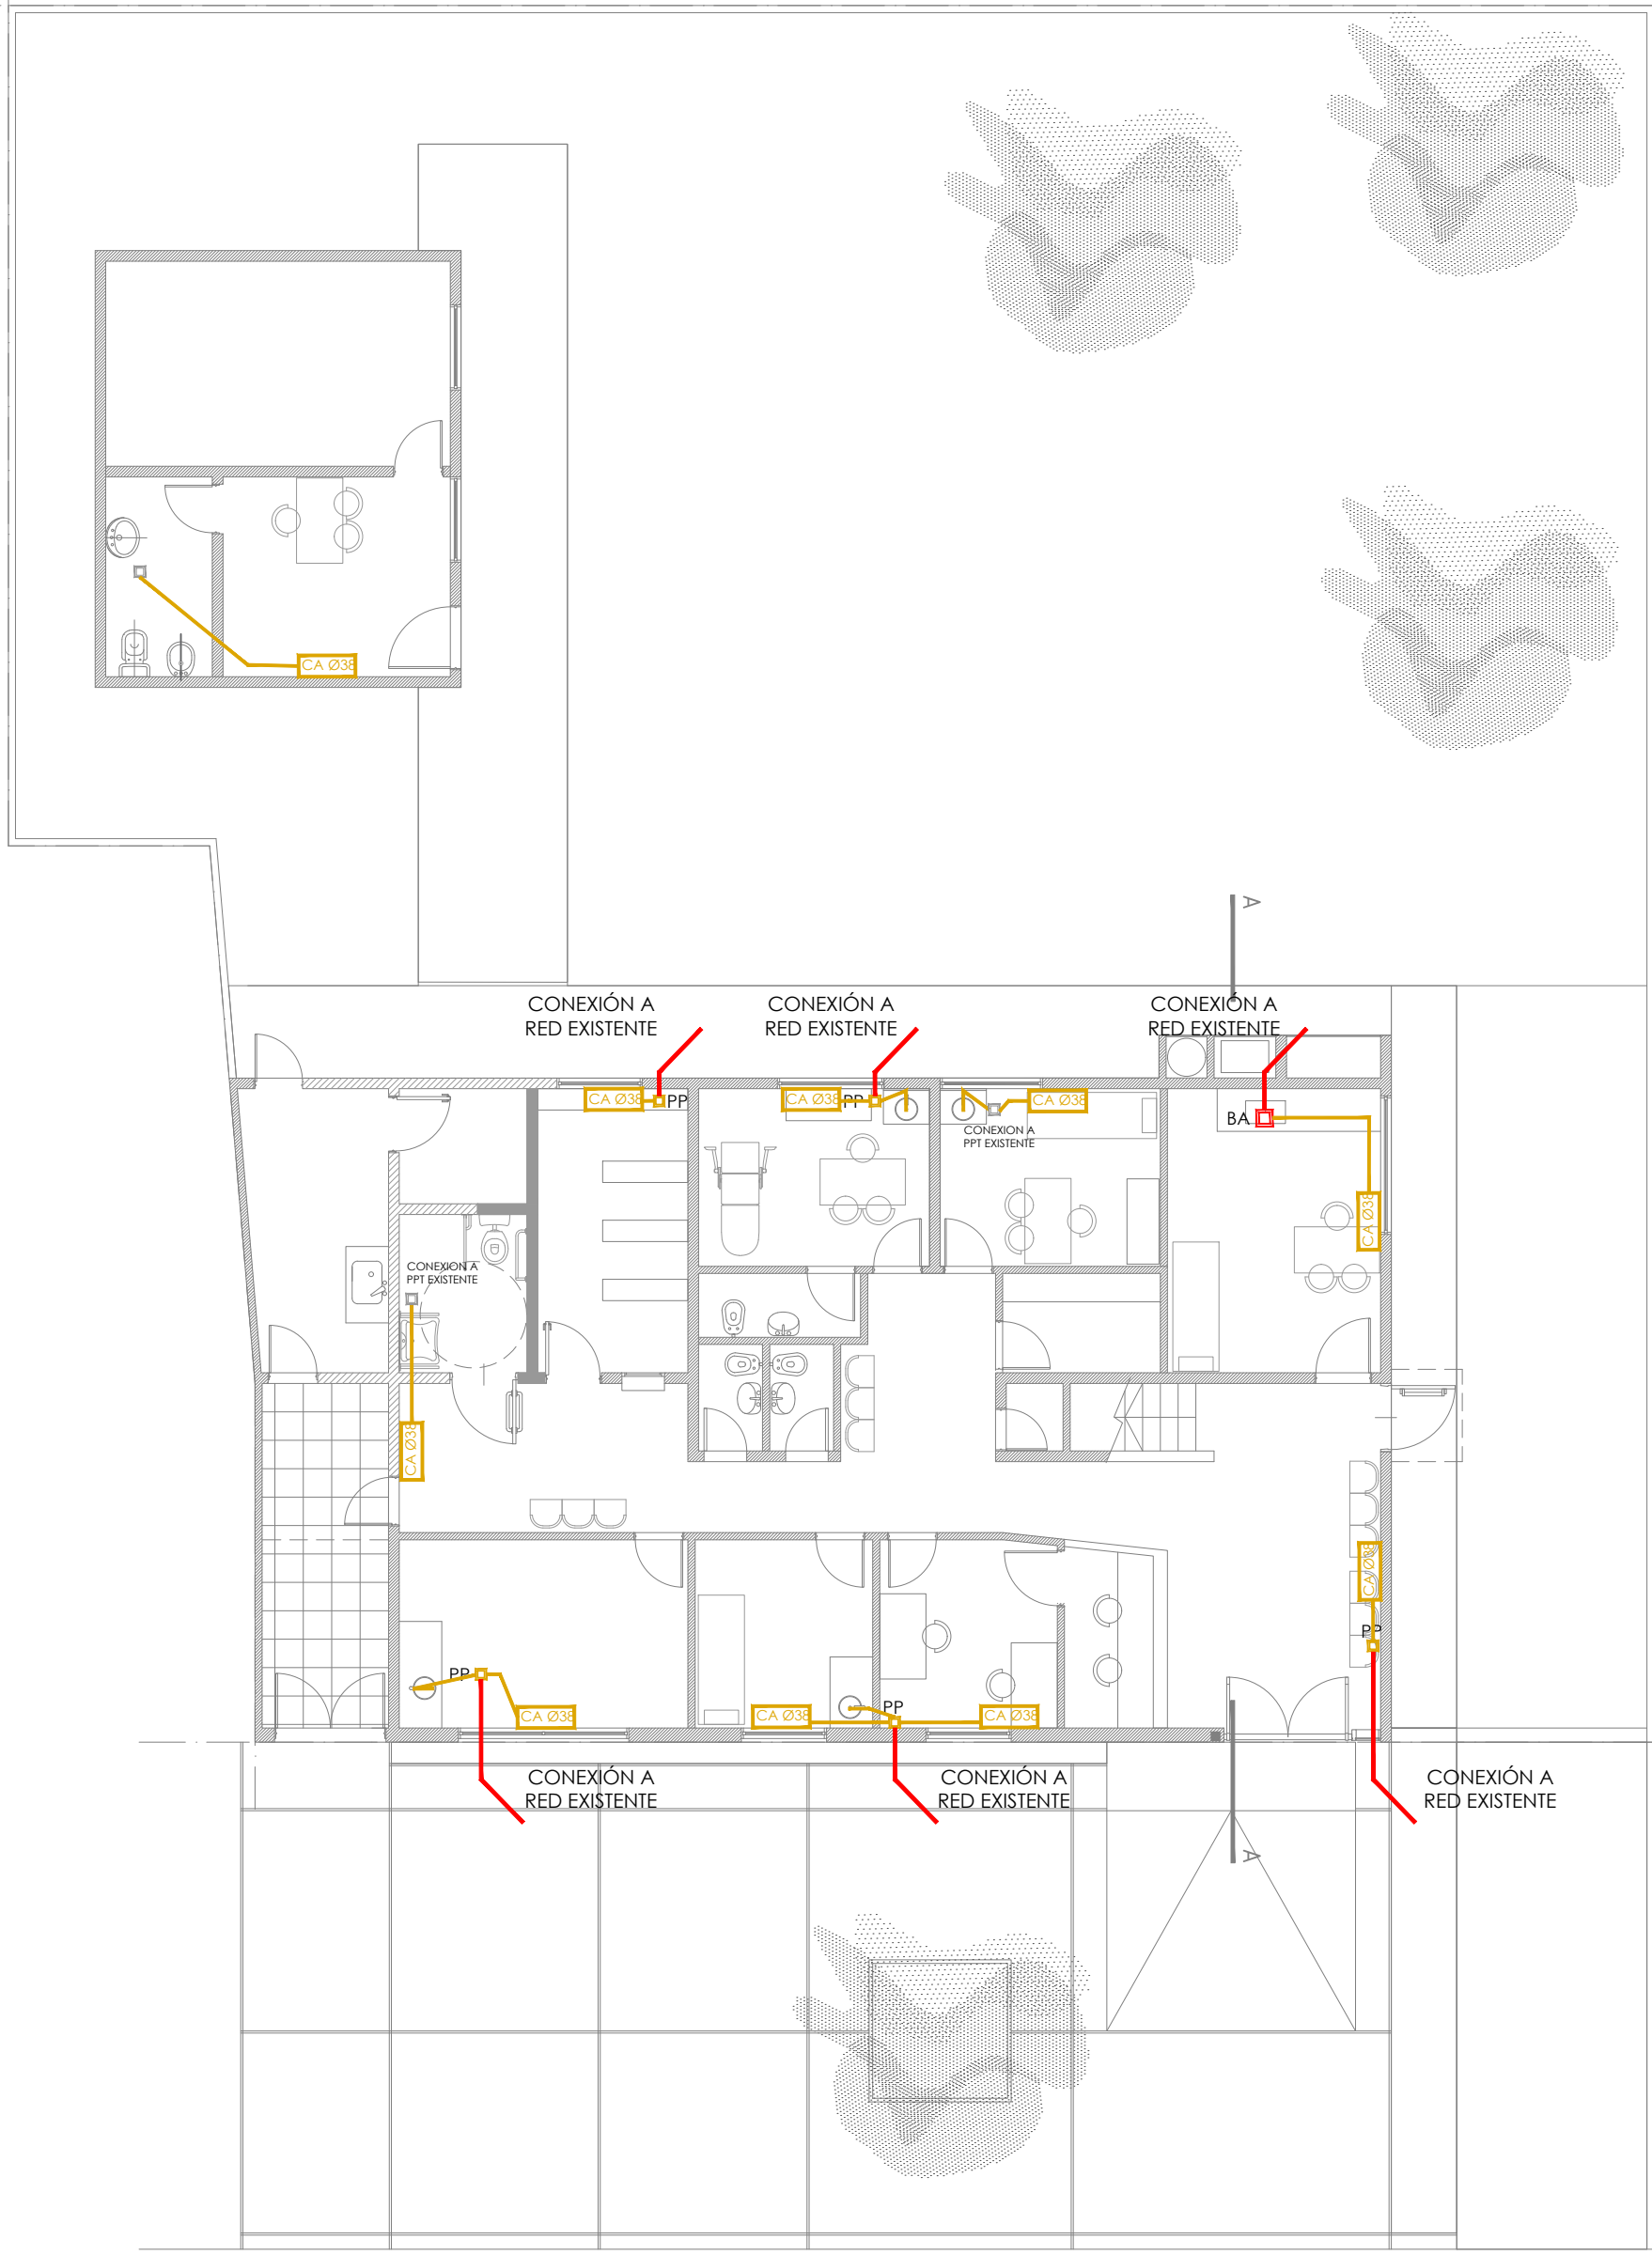 CA Ø38
A
CONEXIÓN A
RED EXISTENTE
CONEXIÓN A
RED EXISTENTE
CONEXIÓN A
RED EXISTENTE
CA Ø38
PP
CA Ø38
PP
CA Ø38
BA
CONEXION A
PPT EXISTENTE
CA Ø38
CONEXION A
PPT EXISTENTE
CA Ø38
CA Ø38
PP
PP
CA Ø38
CA Ø38
PP
CA Ø38
CONEXIÓN A
RED EXISTENTE
CONEXIÓN A
RED EXISTENTE
CONEXIÓN A
RED EXISTENTE
A